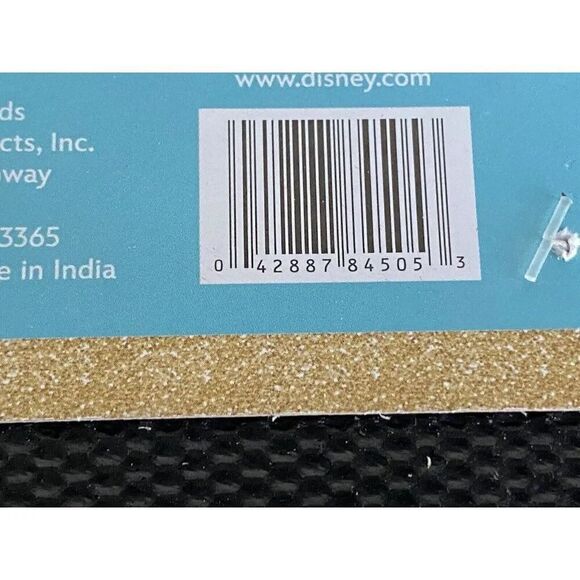 www.disney.com
ds
cts, Inc.
way
3365
e in India
0 42887 84505 3